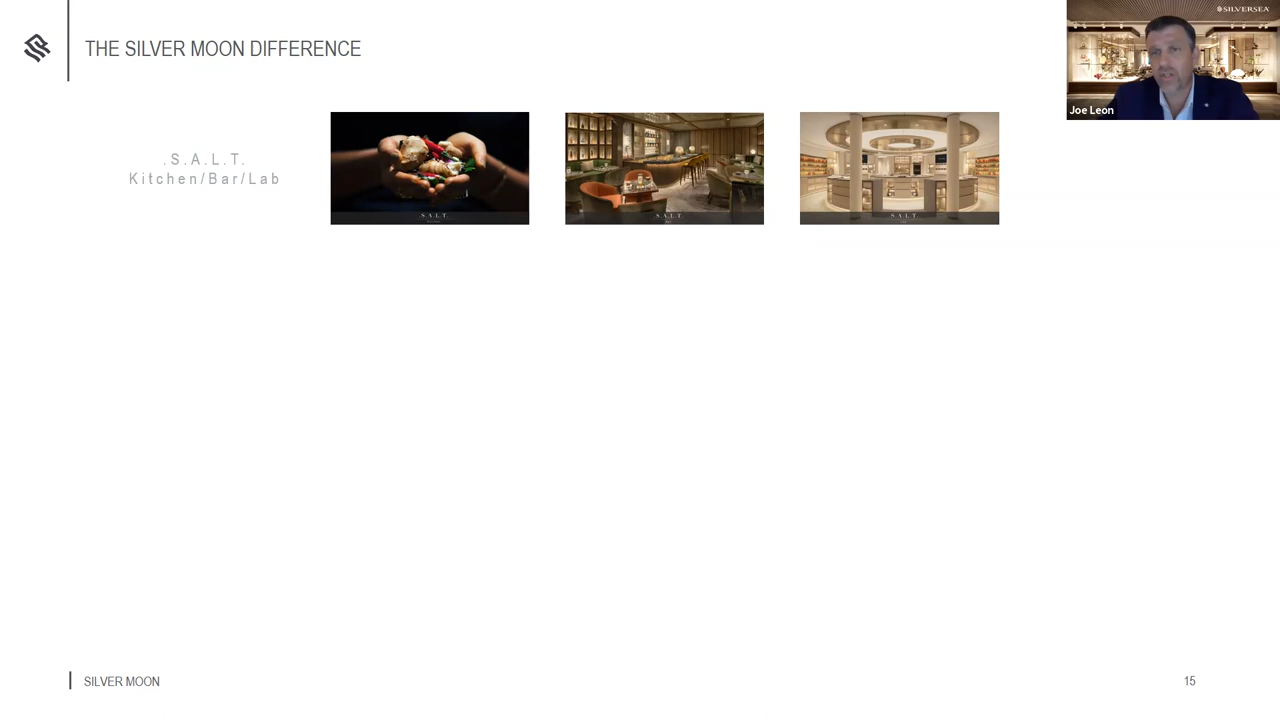 THE SILVER MOON DIFFERENCE
SILVERSEA
Joe Leon
.S.A.L.T.
Kitchen/Bar/Lab
S.A.L.T.
S.A.L.T.
S.A.L.T.
SILVER MOON
15